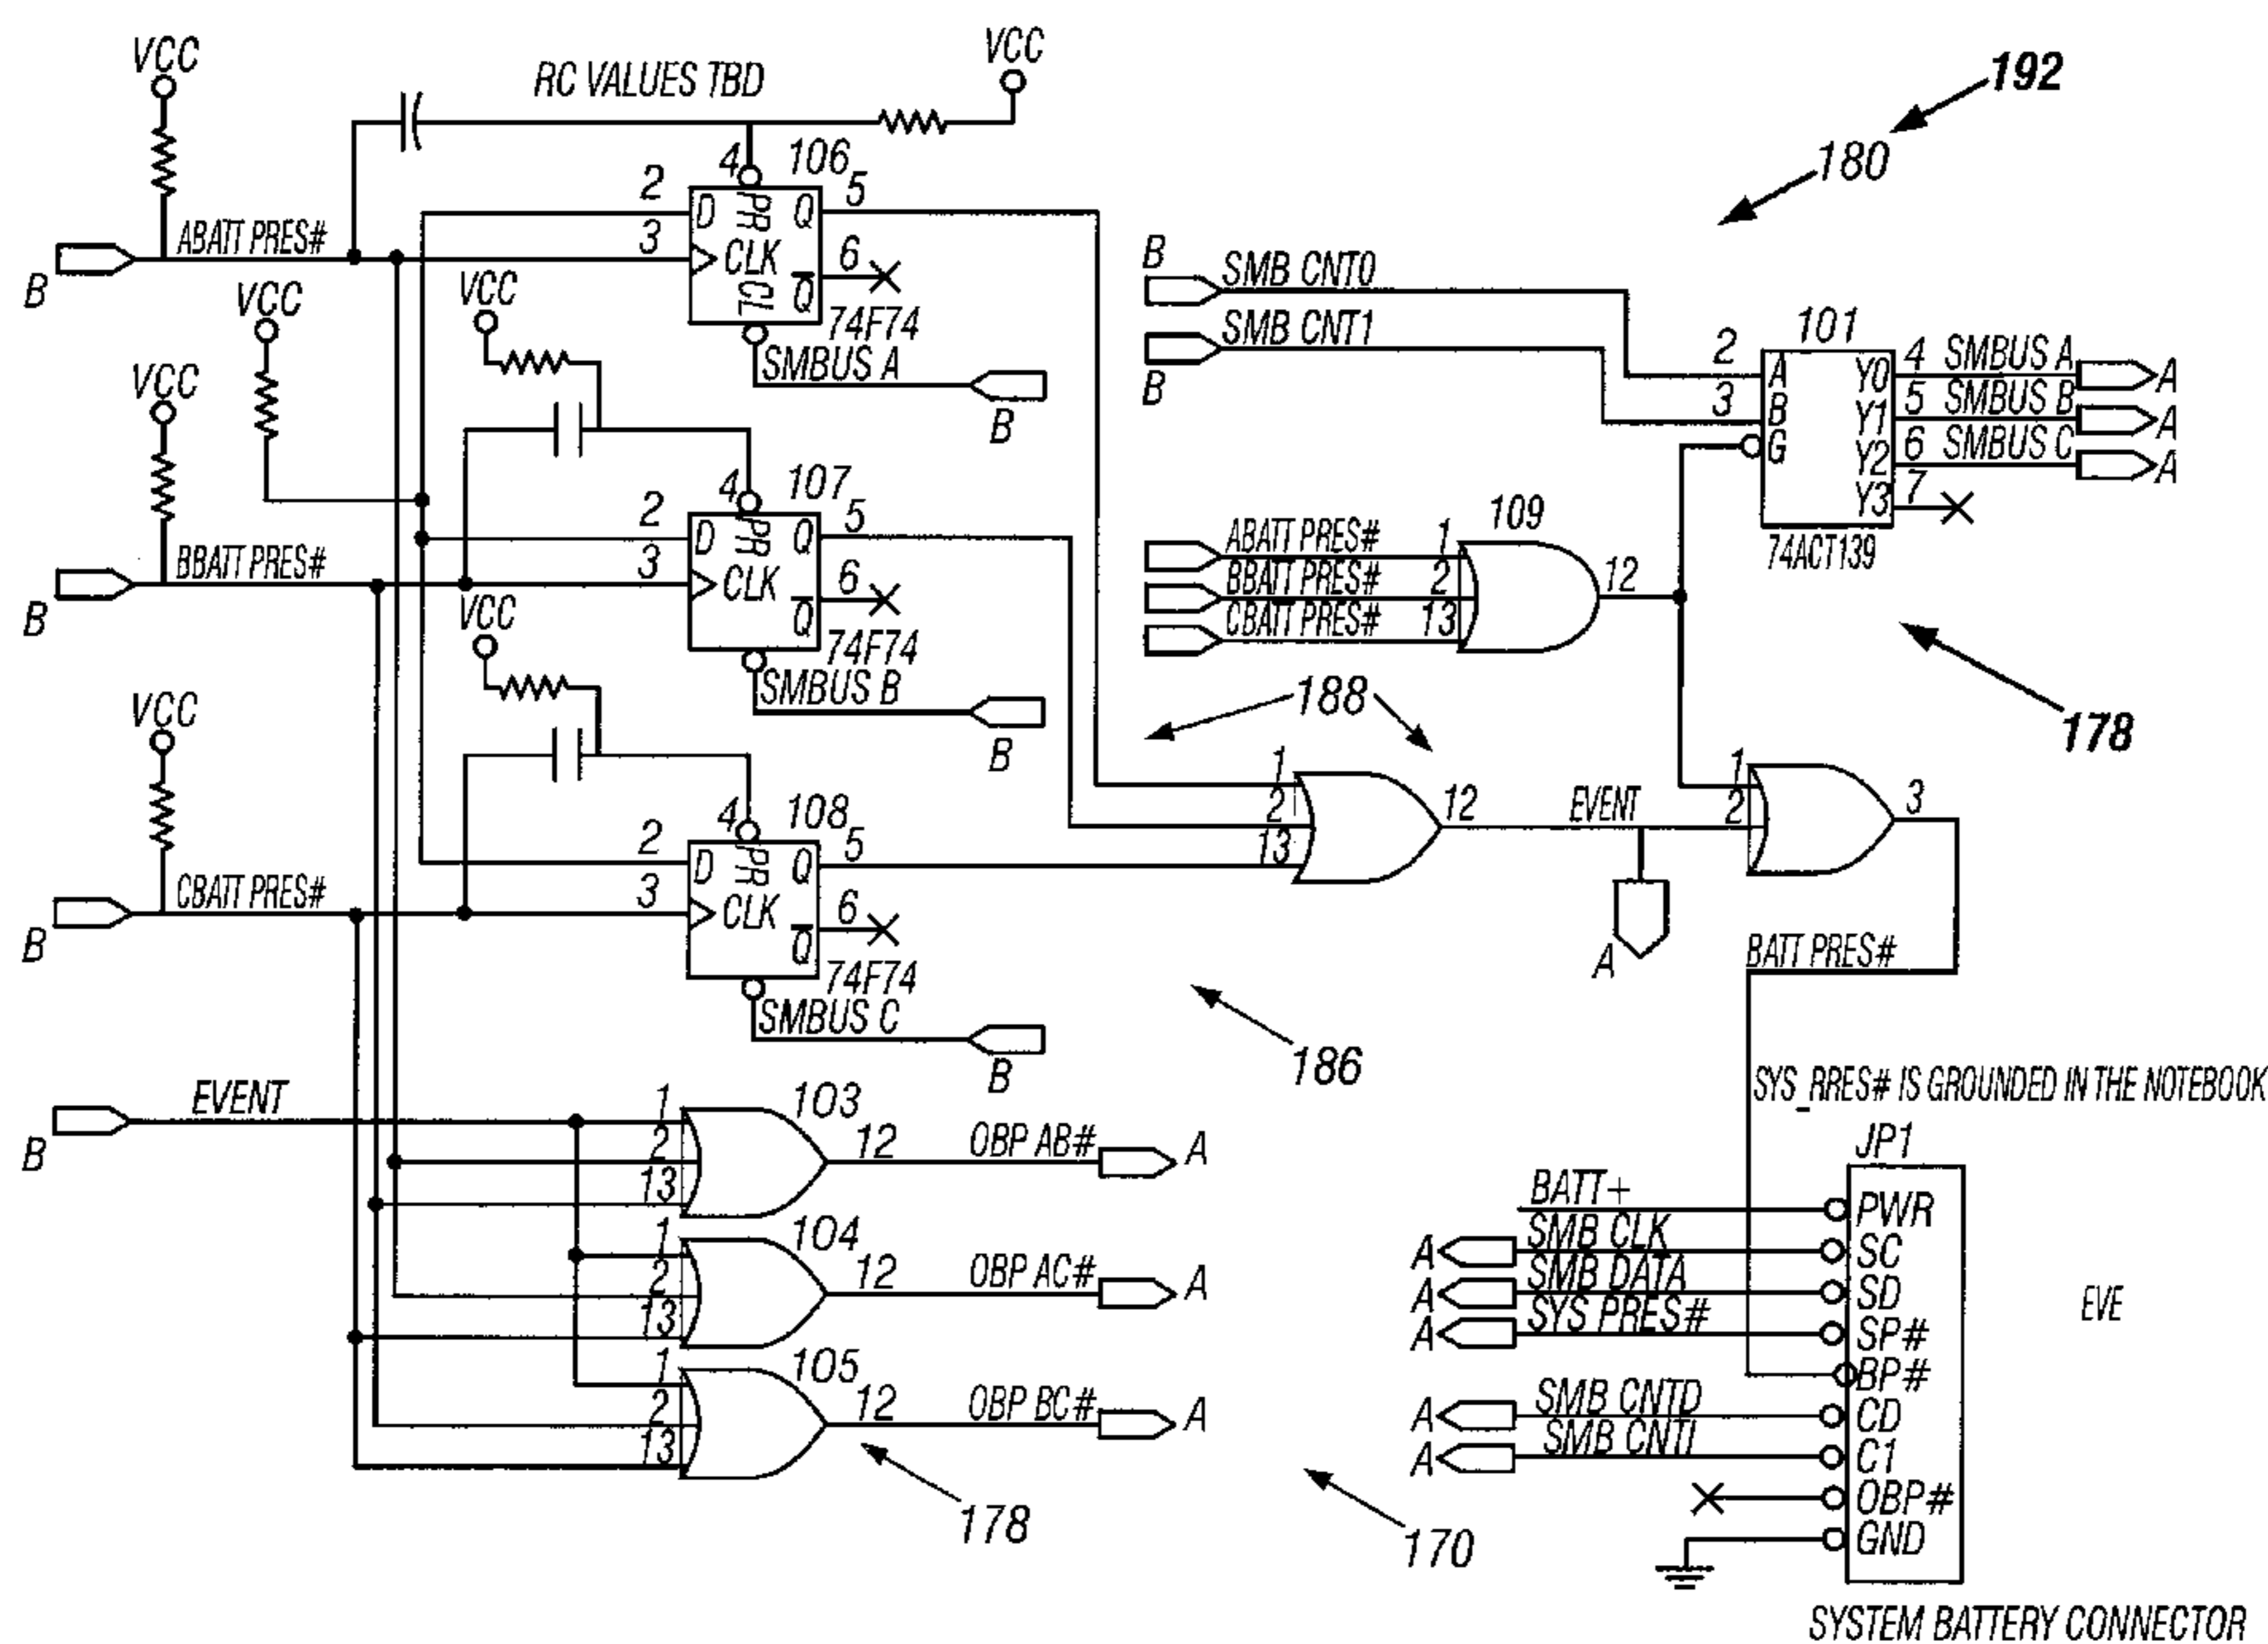 VCC
RC VALUES TBD
VCC
192
180
4
106
2
D
PR
Q
5
3
CLK
6
Q
CL
74F74
ABATT PRES#
B
VCC
VCC
SMBUS A
B
VCC
4
107
2
D
PR
Q
5
3
CLK
6
Q
74F74
BBATT PRES#
B
VCC
SMBUS B
B
VCC
4
108
2
D
PR
Q
5
3
CLK
6
Q
74F74
CBATT PRES#
B
SMBUS C
B
186
B
SMB CNT0
SMB CNT1
B
101
2
A
3
B
G
Y0
4
SMBUS A
A
Y1
5
SMBUS B
A
Y2
6
SMBUS C
A
Y3
7
74ACT139
109
ABATT PRES#
1
BBATT PRES#
2
CBATT PRES#
13
12
178
188
1
2
13
12
EVENT
A
1
2
3
BATT PRES#
EVENT
B
1
2
13
103
12
OBP AB#
A
1
2
13
104
12
OBP AC#
A
1
2
13
105
12
OBP BC#
A
178
170
SYS_RRES# IS GROUNDED IN THE NOTEBOOK
JP1
BATT+
PWR
A
SMB CLK
SC
A
SMB DATA
SD
A
SYS PRES#
SP#
BP#
A
SMB CNTD
CD
A
SMB CNTI
C1
OBP#
GND
EVE
SYSTEM BATTERY CONNECTOR